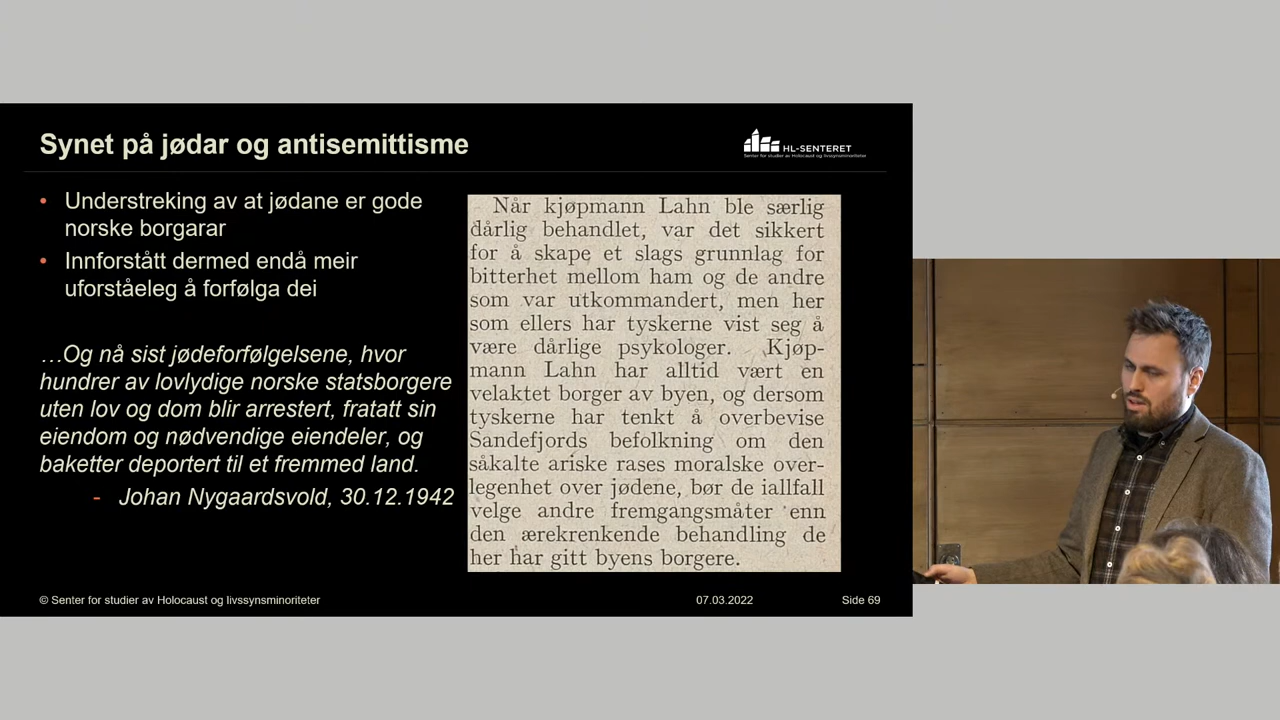 Synet på jødar og antisemittisme
HL-SENTERET
Senter for studier av Holocaust og livssynsminoriteter
• Understreking av at jødane er gode
norske borgarar
• Innforstått dermed endå meir
uforståeleg å forfølga dei
…Og nå sist jødeforfølgelsene, hvor
hundrer av lovlydige norske statsborgere
uten lov og dom blir arrestert, fratatt sin
eiendom og nødvendige eiendeler, og
baketter deportert til et fremmed land.
- Johan Nygaardsvold, 30.12.1942
Når kjøpmann Lahn ble særlig
dårlig behandlet, var det sikkert
for å skape et slags grunnlag for
bitterhet mellom ham og de andre
som var utkommandert, men her
som ellers har tyskerne vist seg å
være dårlige psykologer. Kjøp-
mann Lahn har alltid vært en
velaktet borger av byen, og dersom
tyskerne har tenkt å overbevise
Sandefjords befolkning om den
såkalte ariske rases moralske over-
legenhet over jødene, bør de iallfall
velge andre fremgangsmåter enn
den ærekrenkende behandling de
her har gitt byens borgere.
© Senter for studier av Holocaust og livssynsminoriteter
07.03.2022
Side 69